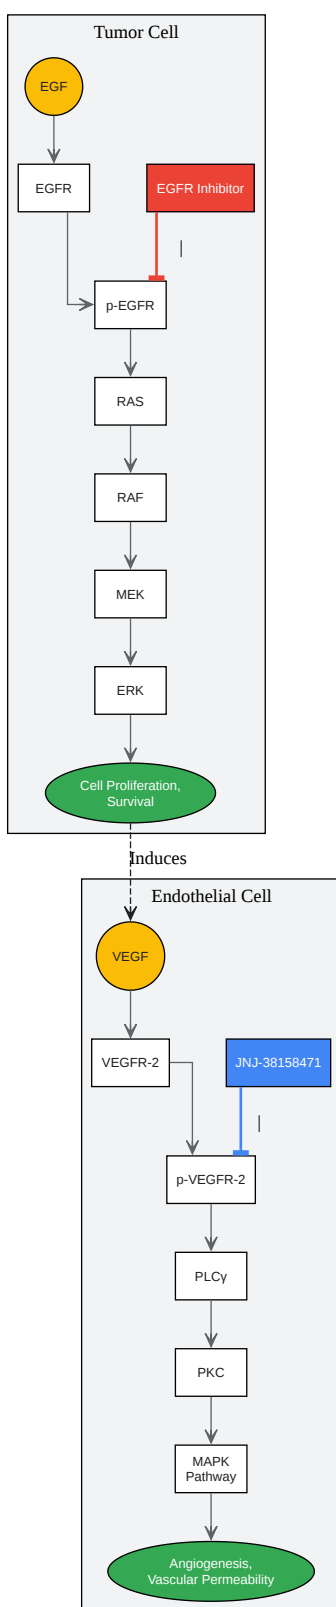 Tumor Cell
EGF
EGFR
EGFR Inhibitor
|
p-EGFR
RAS
RAF
MEK
ERK
Cell Proliferation,
Survival
Induces
Endothelial Cell
VEGF
VEGFR-2
JNJ-38158471
|
p-VEGFR-2
PLCγ
PKC
MAPK
Pathway
Angiogenesis,
Vascular Permeability